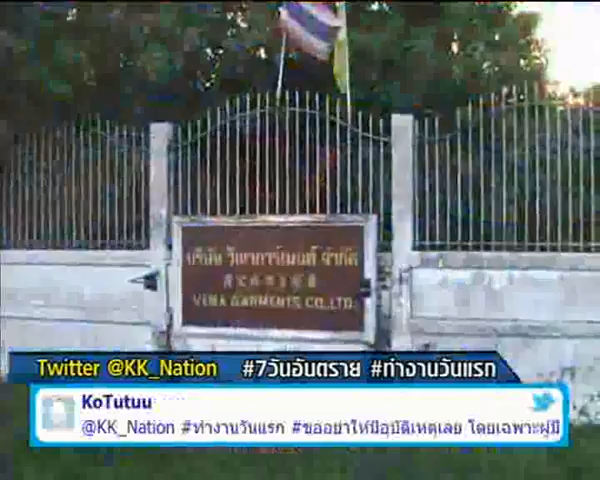 บริษัท วีนาการ์เมนท์ จำกัด
VENA GARMENTS CO.,LTD.
Twitter @KK_Nation #7วันอันตราย #ทำงานวันแรก
KoTutuu
@KK_Nation #ทำงานวันแรก #ขออย่าให้มีอุบัติเหตุเลย โดยเฉพาะผู้มี